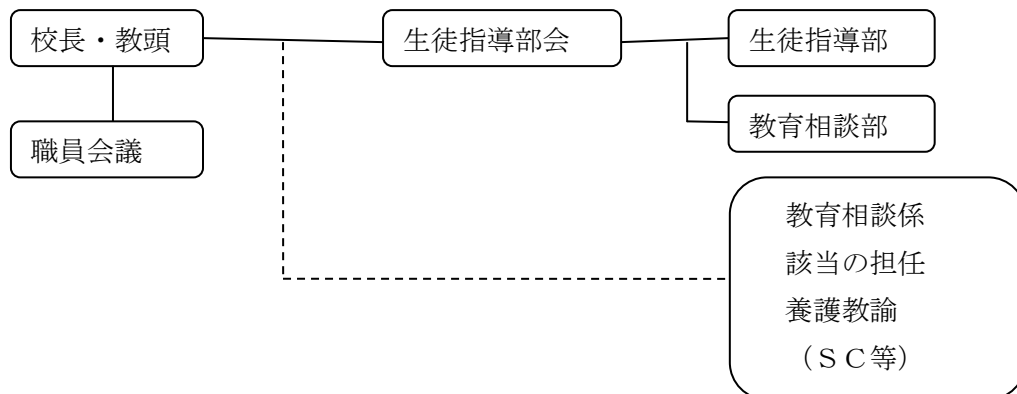 校長・教頭
生徒指導部会
生徒指導部
職員会議
教育相談部
教育相談係
該当の担任
養護教諭
（ＳＣ等）